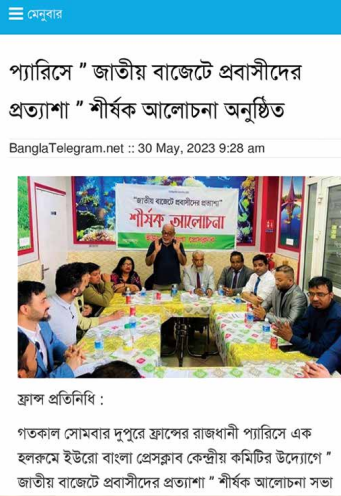 মেনুবার
প্যারিসে ” জাতীয় বাজেটে প্রবাসীদের
প্রত্যাশা ” শীর্ষক আলোচনা অনুষ্ঠিত
BanglaTelegram.net :: 30 May, 2023 9:28 am
"জাতীয় বাজেটে প্রবাসীদের প্রত্যাশা"
শীর্ষক আলোচনা
ফ্রান্স প্রতিনিধি :
গতকাল সোমবার দুপুরে ফ্রান্সের রাজধানী প্যারিসে এক
হলরুমে ইউরো বাংলা প্রেসক্লাব কেন্দ্রীয় কমিটির উদ্যোগে ”
জাতীয় বাজেটে প্রবাসীদের প্রত্যাশা ” শীর্ষক আলোচনা সভা